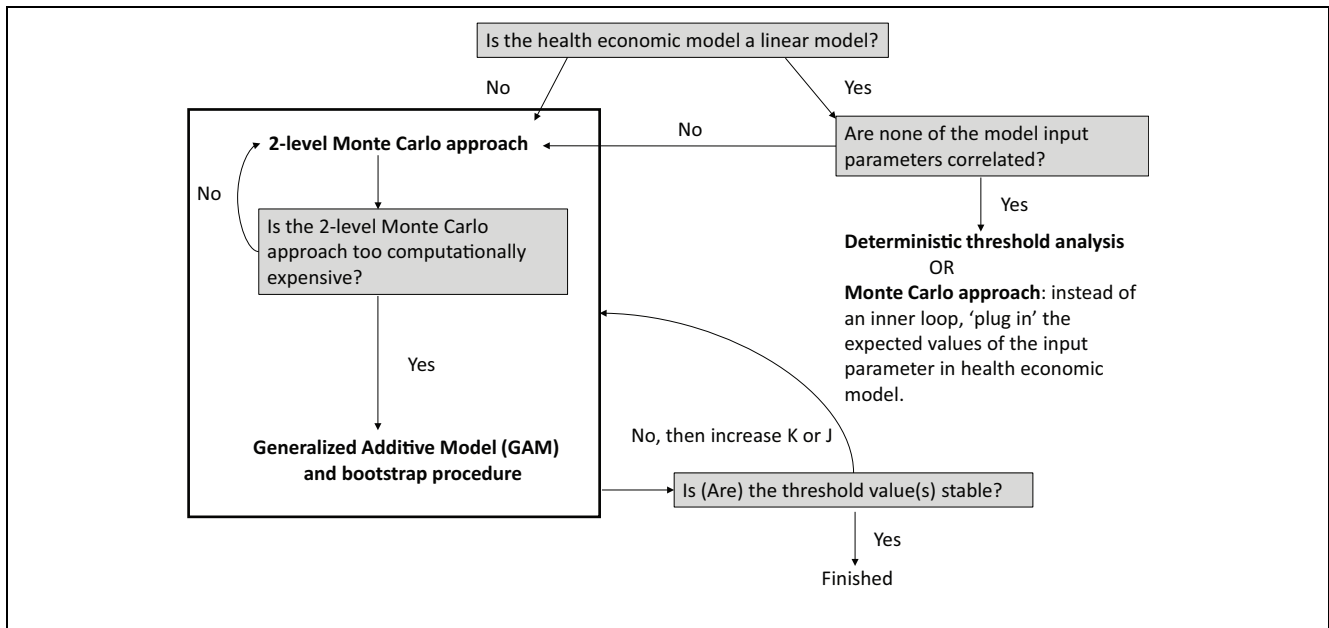 Is the health economic model a linear model?
No
Yes
2-level Monte Carlo approach
No
Are none of the model input
parameters correlated?
No
Is the 2-level Monte Carlo
approach too computationally
expensive?
Yes
Deterministic threshold analysis
OR
Monte Carlo approach: instead of
an inner loop, ‘plug in’ the
expected values of the input
parameter in health economic
model.
Yes
Generalized Additive Model (GAM)
and bootstrap procedure
No, then increase K or J
Is (Are) the threshold value(s) stable?
Yes
Finished